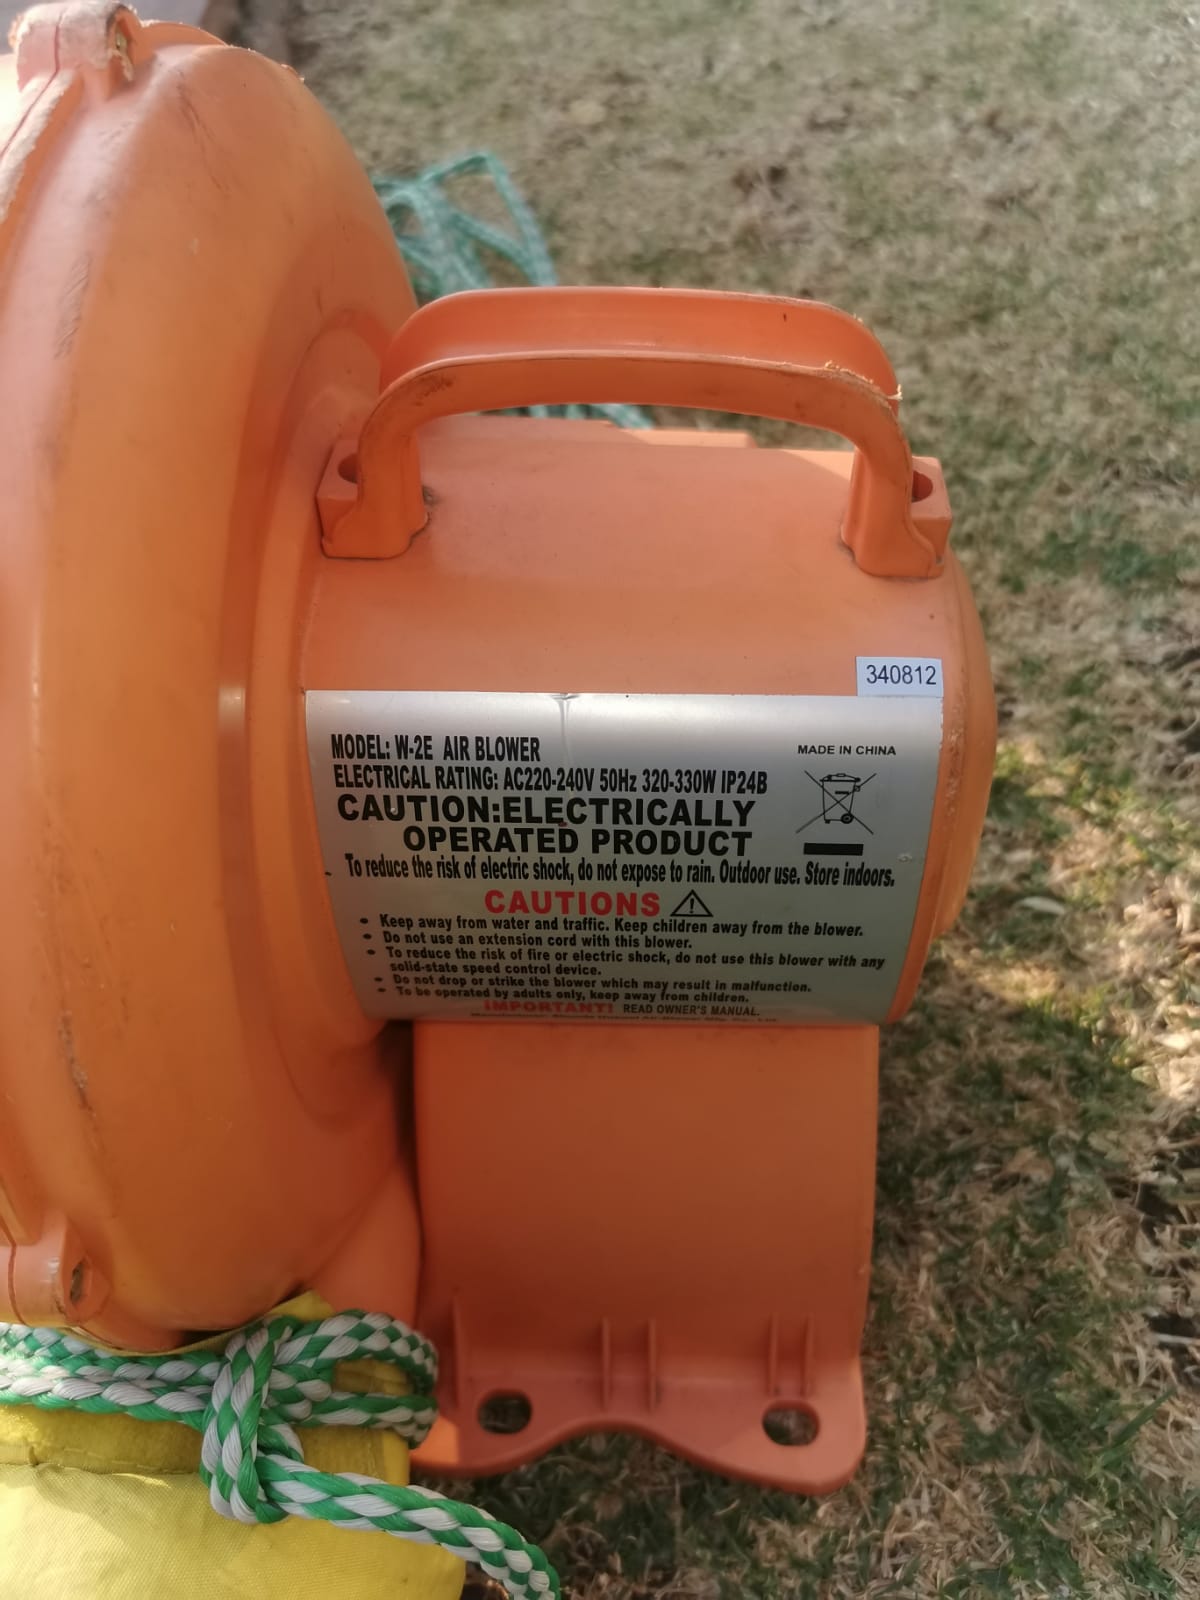 340812
MODEL: W-2E AIR BLOWER
MADE IN CHINA
ELECTRICAL RATING: AC220-240V 50Hz 320-330W IP24B
CAUTION:ELECTRICALLY
OPERATED PRODUCT
To reduce the risk of electric shock, do not expose to rain. Outdoor use. Store indoors.
CAUTIONS
• Keep away from water and traffic. Keep children away from the blower.
• Do not use an extension cord with this blower.
• To reduce the risk of fire or electric shock, do not use this blower with any
solid-state speed control device.
• Do not drop or strike the blower which may result in malfunction.
• To be operated by adults only, keep away from children.
IMPORTANT! READ OWNER'S MANUAL.